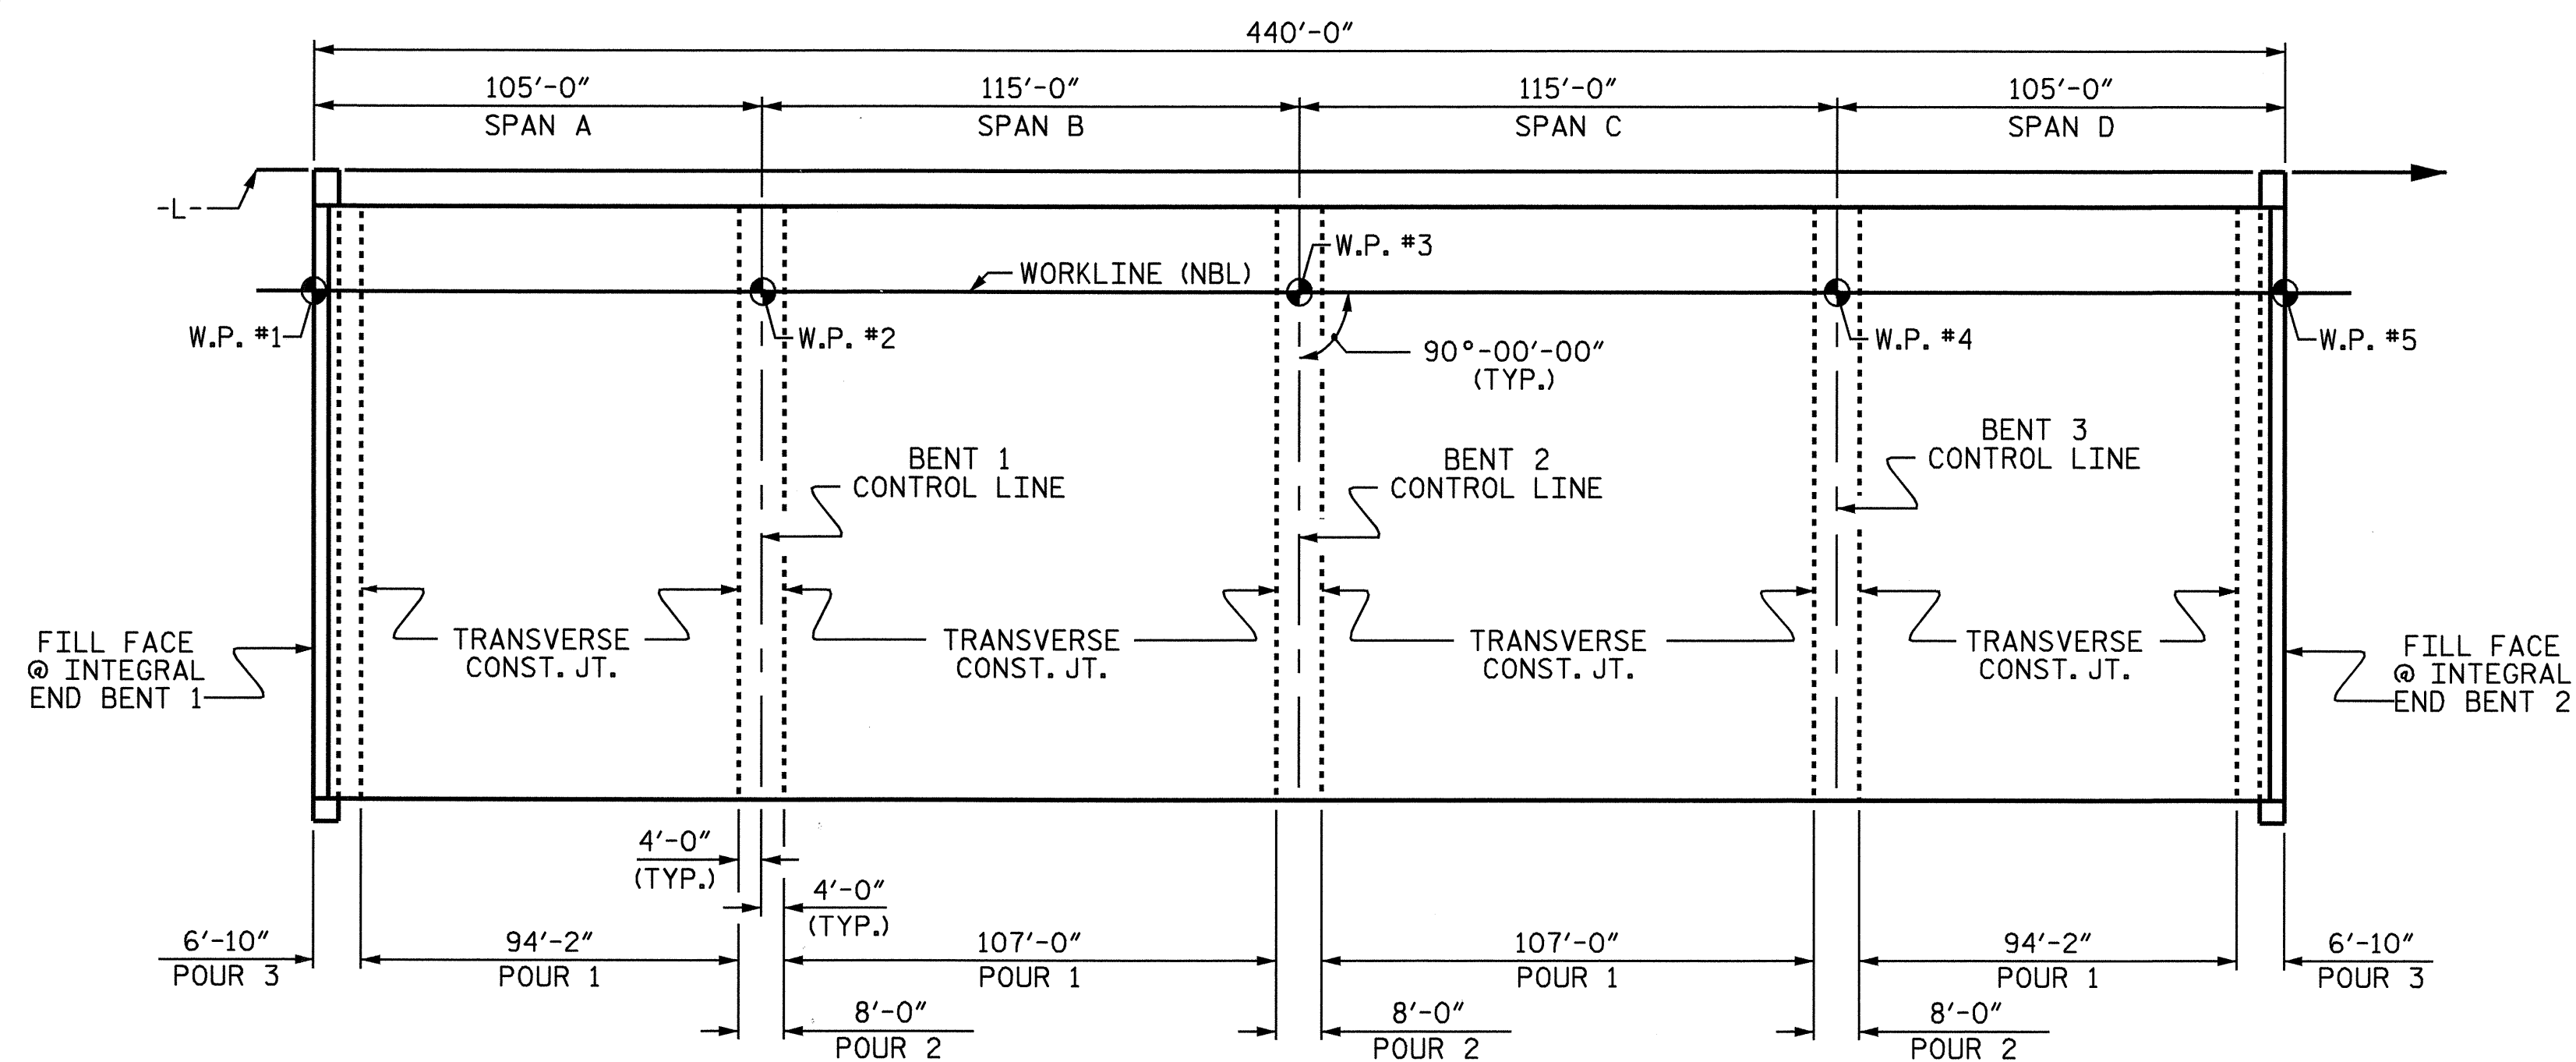 440'-0"
105'-0"
115'-0"
115'-0"
105'-0"
SPAN A
SPAN B
SPAN C
SPAN D
-L-
W.P. #3
WORKLINE (NBL)
W.P. #1
W.P. #2
90°-00'-00"
(TYP.)
W.P. #4
W.P. #5
BENT 1
CONTROL LINE
BENT 2
CONTROL LINE
BENT 3
CONTROL LINE
FILL FACE
@ INTEGRAL
END BENT 1
TRANSVERSE
CONST. JT.
TRANSVERSE
CONST. JT.
TRANSVERSE
CONST. JT.
TRANSVERSE
CONST. JT.
FILL FACE
@ INTEGRAL
END BENT 2
4'-0"
(TYP.)
4'-0"
(TYP.)
6'-10"
POUR 3
94'-2"
POUR 1
107'-0"
POUR 1
107'-0"
POUR 1
94'-2"
POUR 1
6'-10"
POUR 3
8'-0"
POUR 2
8'-0"
POUR 2
8'-0"
POUR 2